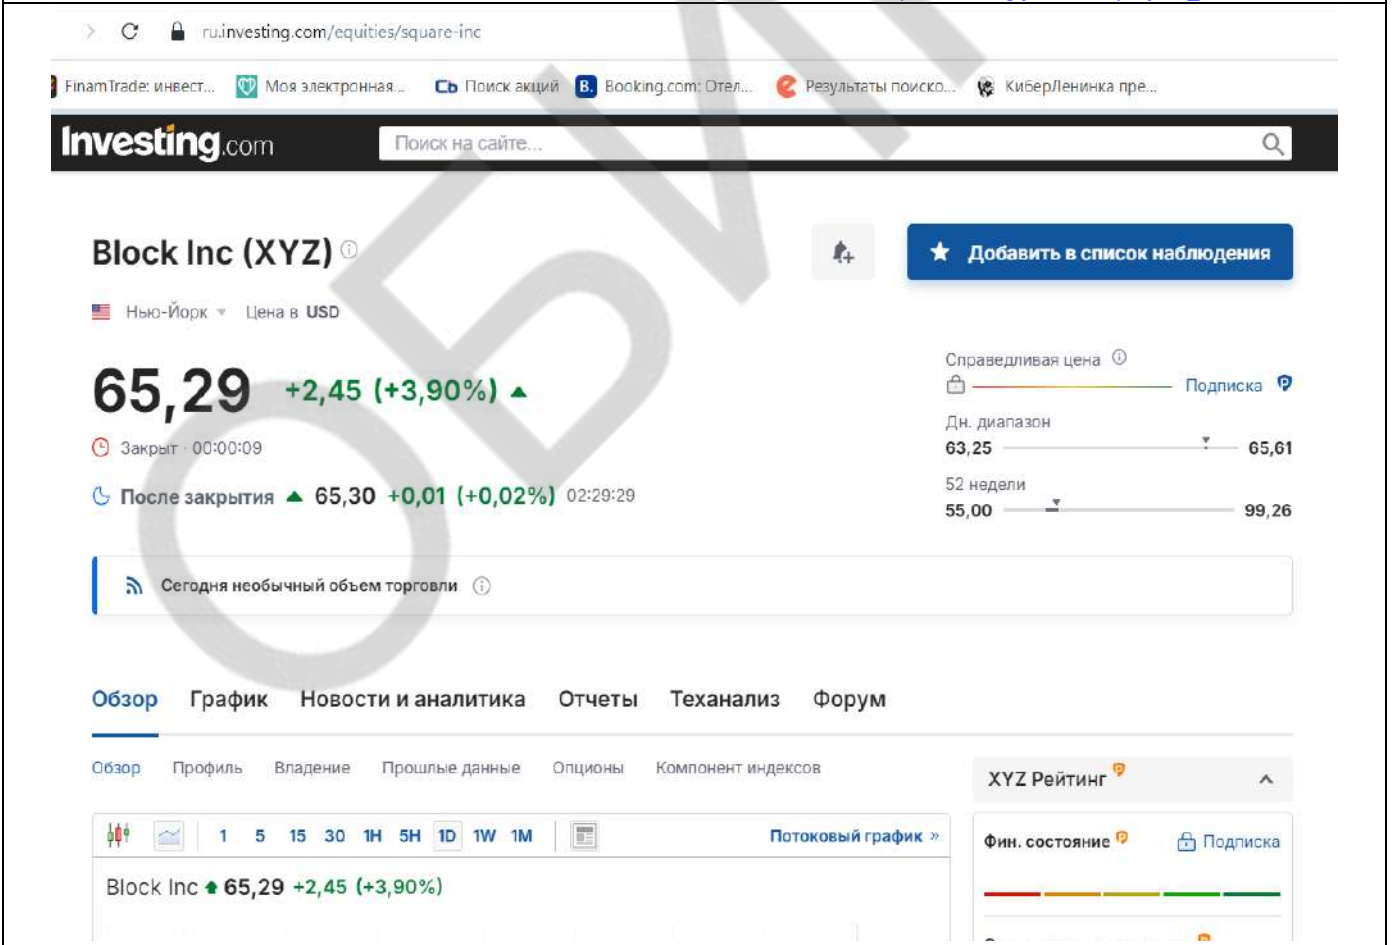 ru.investing.com/equities/square-inc
FinamTrade: инвест... Моя электронная... Сb Поиск акций B. Booking.com: Отел... Результаты поиско... КиберЛенинка пре...
Investing.com Поиск на сайте...
Block Inc (XYZ)
Добавить в список наблюдения
Нью-Йорк Цена в USD
65,29 +2,45 (+3,90%)
Закрыт · 00:00:09
После закрытия 65,30 +0,01 (+0,02%) 02:29:29
Справедливая цена
Подписка
Дн. диапазон
63,25 65,61
52 недели
55,00 99,26
Сегодня необычный объем торговли
Обзор График Новости и аналитика Отчеты Теханализ Форум
Обзор Профиль Владение Прошлые данные Опционы Компонент индексов
1 5 15 30 1H 5H 1D 1W 1M Потоковый график »
Block Inc 65,29 +2,45 (+3,90%)
XYZ Рейтинг
Фин. состояние Подписка